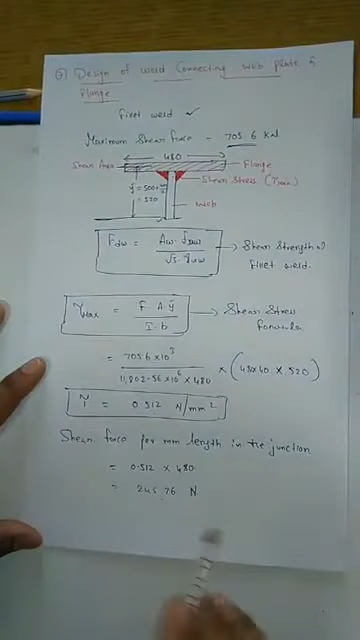 ⑦ Design of weld Connecting Web plate &
Flange
fillet weld ✓
Maximum Shear force = 705.6 kN
480
Shear Area
Flange
Shear Stress
ȳ = 500+
= 520
Web
Fdw = Aw · fuw / √3 · γmw → Shear Strength of
fillet weld.
τmax = F A ȳ / I · b → Shear Stress
formula.
= 705.6 × 10³ / 11,802.56 × 10⁶ × 480 × (480 × 40 × 520)
τ = 0.512 N/mm²
Shear force per mm length in the junction
= 0.512 × 480
= 245.76 N